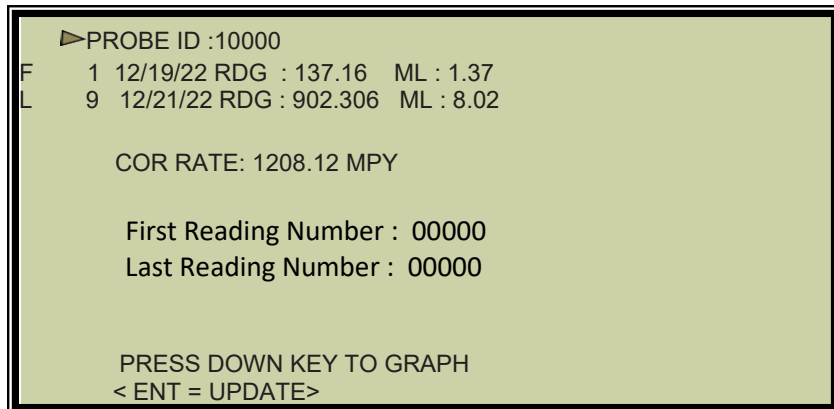 PROBE ID :10000
F 1 12/19/22 RDG : 137.16 ML : 1.37
L 9 12/21/22 RDG : 902.306 ML : 8.02
COR RATE: 1208.12 MPY
First Reading Number : 00000
Last Reading Number : 00000
PRESS DOWN KEY TO GRAPH
< ENT = UPDATE>